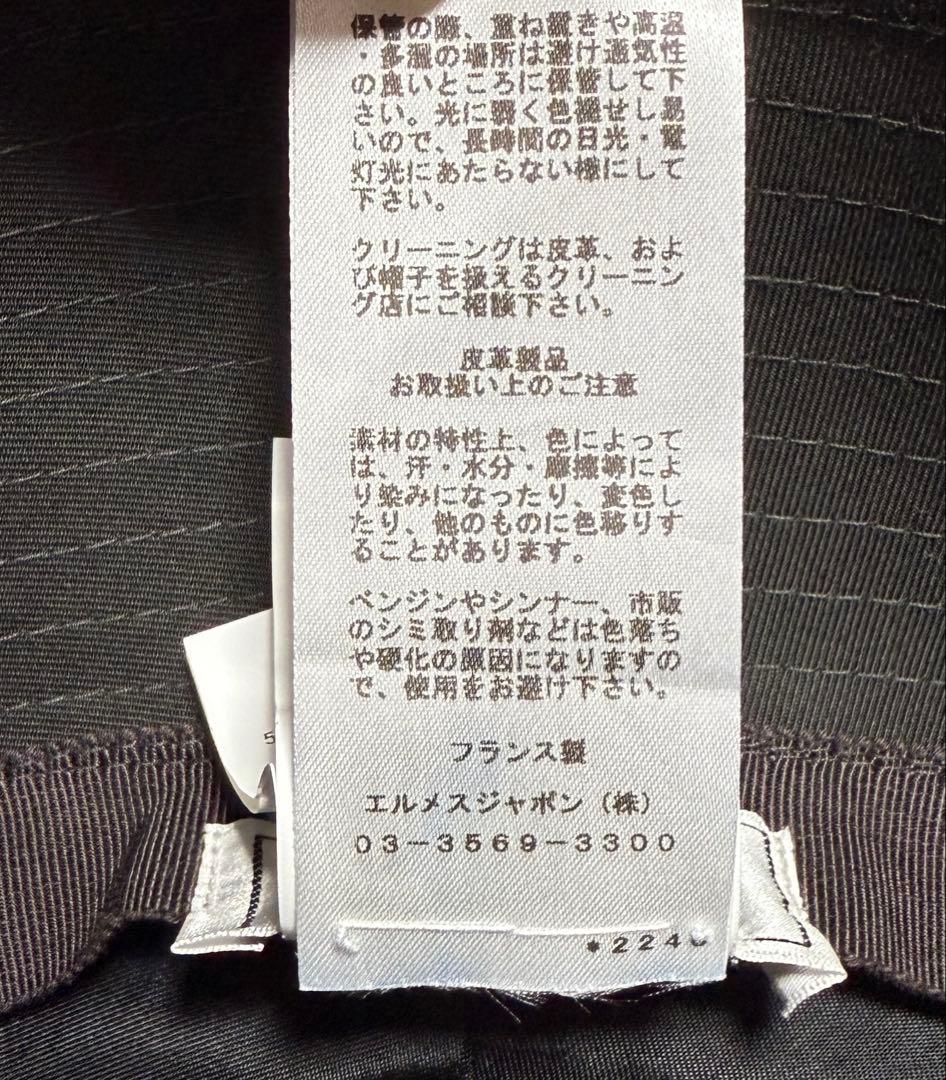 保管の際、重ね置きや高温
・多湿の場所は避け通気性
の良いところに保管して下
さい。光に弱く色褪せし易
いので、長時間の日光・電
灯光にあたらない様にして
下さい。
クリーニングは皮革、およ
び帽子を扱えるクリーニン
グ店にご相談下さい。
皮革製品
お取扱い上のご注意
素材の特性上、色によって
は、汗・水分・摩擦等によ
り染みになったり、変色し
たり、他のものに色移りす
ることがあります。
ベンジンやシンナー、市販
のシミ取り剤などは色落ち
や硬化の原因になりますの
で、使用をお避け下さい。
フランス製
エルメスジャポン（株）
03-3569-3300
*224
5